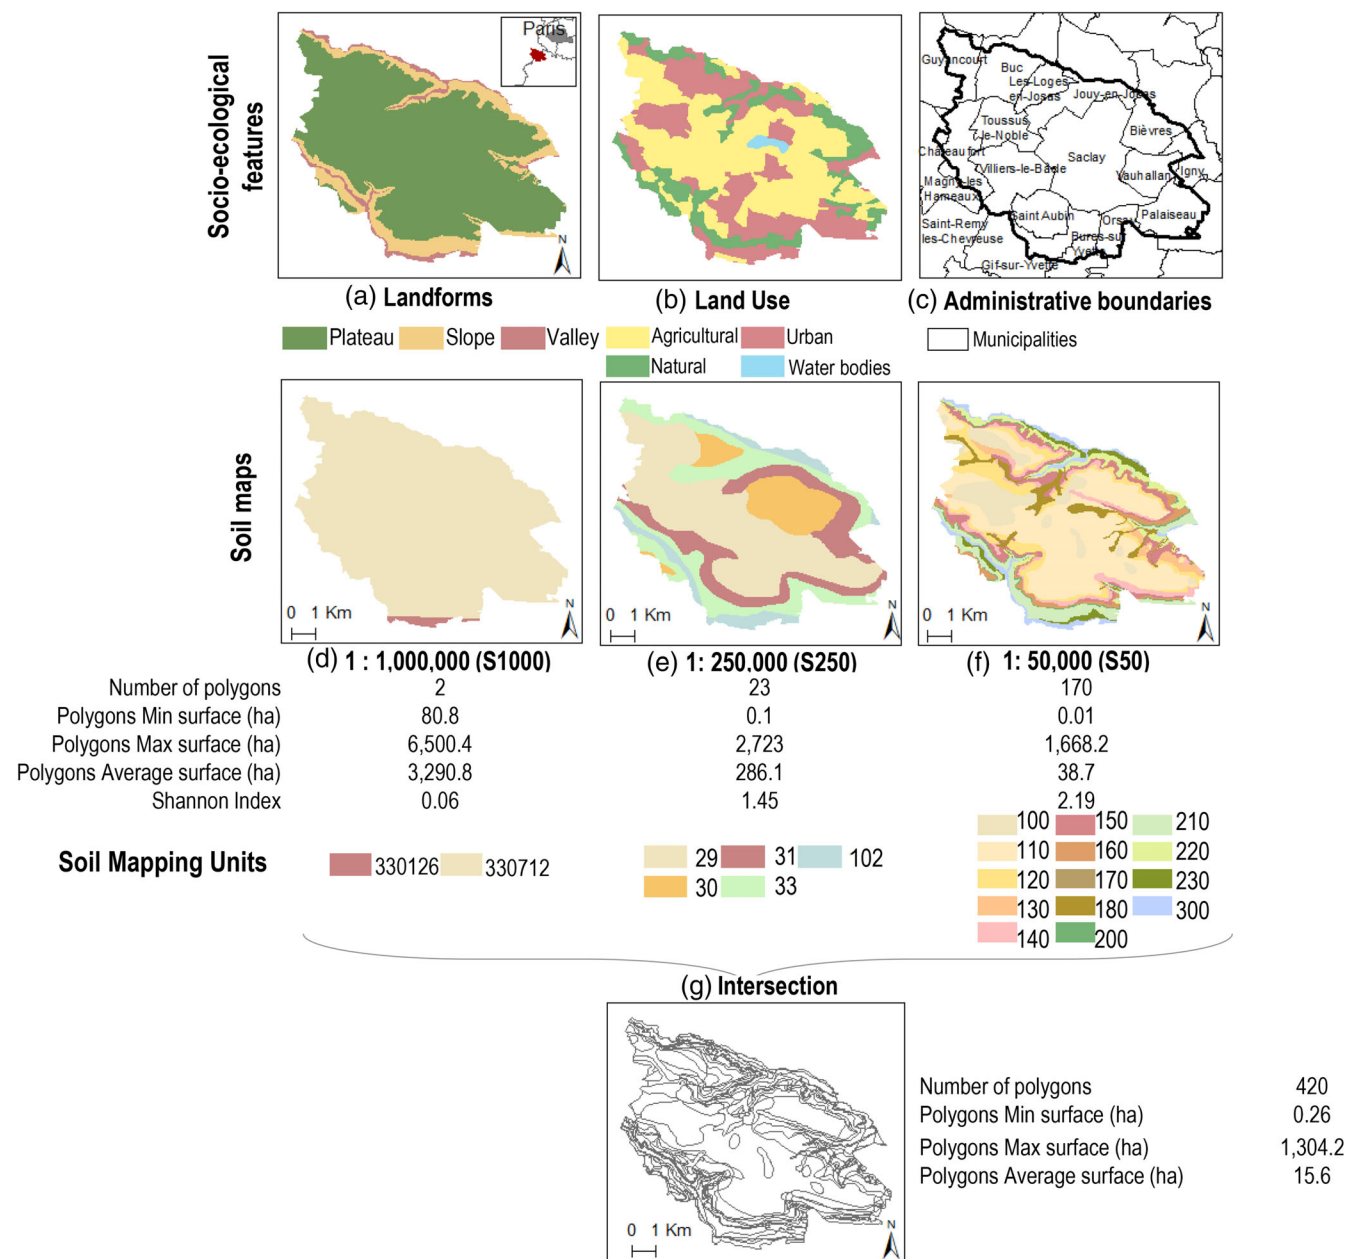 Socio-ecological
features
Paris
N
Guyancourt
Buc
Les-Loges
en-Josas
Jouy-en-Josas
Toussus
le-Noble
Bièvres
Chateaufort
Saclay
Villiers-le-Bâcle
Vauhallan
Igny
Magny-les
Hameaux
Saint Aubin
Orsay
Palaiseau
Saint-Remy
les-Chevreuse
Bures-sur
Yvette
Gif-sur-Yvette
(a) Landforms
(b) Land Use
(c) Administrative boundaries
Plateau Slope Valley
Agricultural Urban
Natural Water bodies
Municipalities
Soil maps
0 1 Km
N
0 1 Km
N
0 1 Km
N
(d) 1 : 1,000,000 (S1000)
(e) 1: 250,000 (S250)
(f) 1: 50,000 (S50)
Number of polygons 2 23 170
Polygons Min surface (ha) 80.8 0.1 0.01
Polygons Max surface (ha) 6,500.4 2,723 1,668.2
Polygons Average surface (ha) 3,290.8 286.1 38.7
Shannon Index 0.06 1.45 2.19
Soil Mapping Units
330126 330712
29 31 102
30 33
100 150 210
110 160 220
120 170 230
130 180 300
140 200
(g) Intersection
0 1 Km
N
Number of polygons 420
Polygons Min surface (ha) 0.26
Polygons Max surface (ha) 1,304.2
Polygons Average surface (ha) 15.6